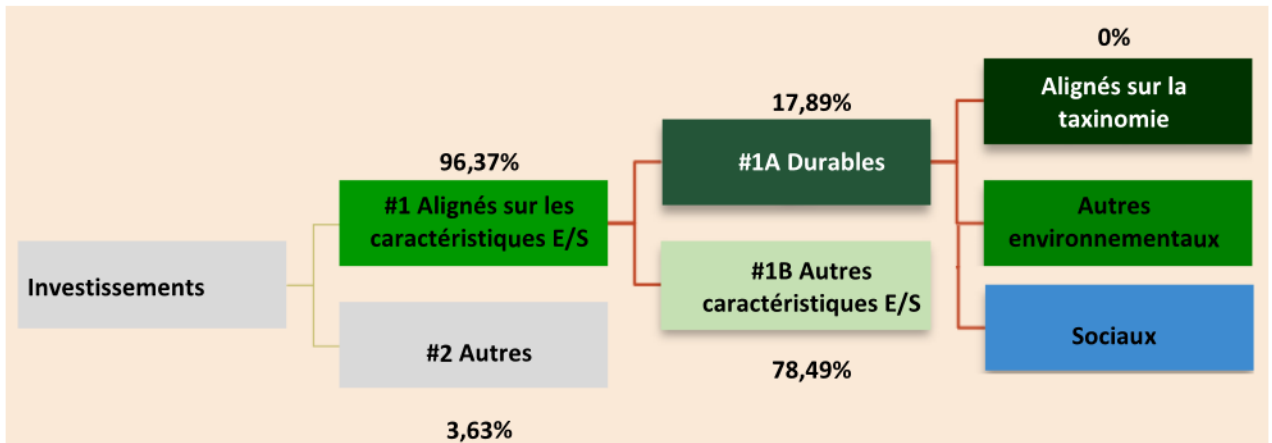 0%
Alignés sur la
taxinomie
17,89%
#1A Durables
96,37%
#1 Alignés sur les
caractéristiques E/S
Autres
environnementaux
Investissements
#1B Autres
caractéristiques E/S
Sociaux
#2 Autres
78,49%
3,63%